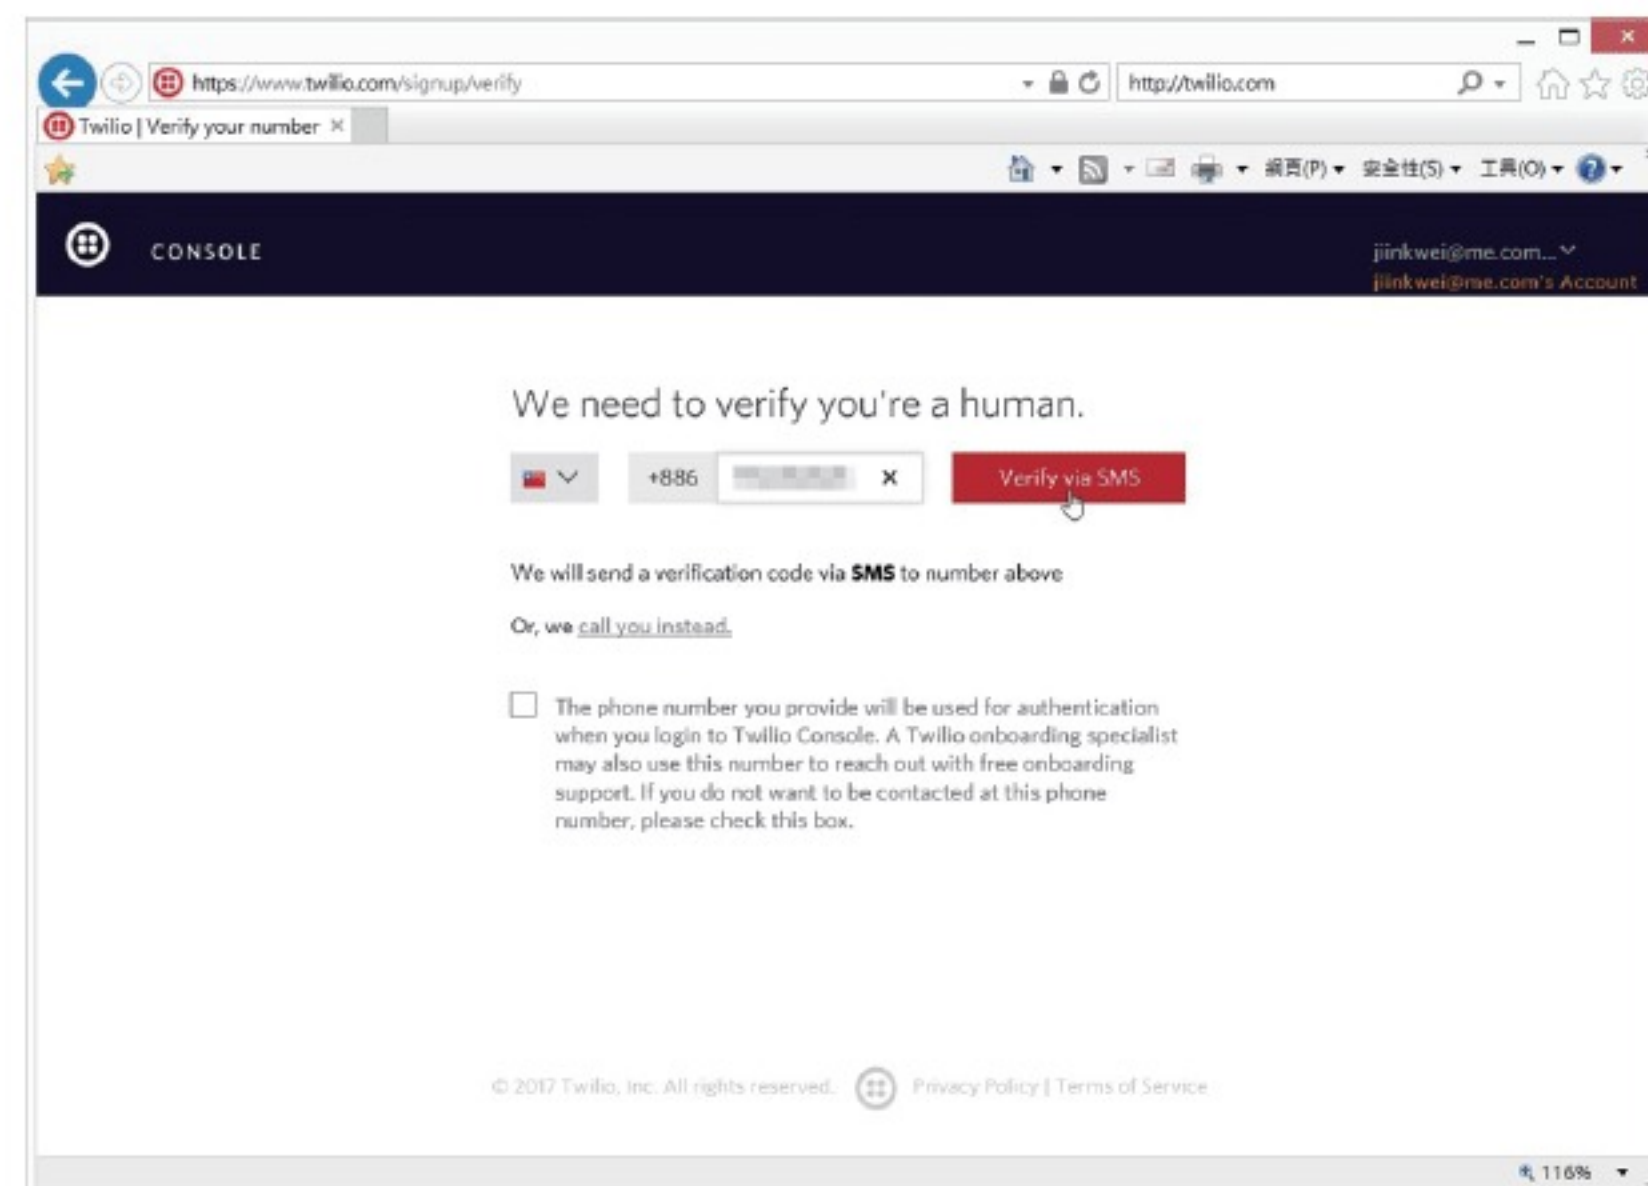 https://www.twilio.com/signup/verify
http://twilio.com
Twilio | Verify your number
網頁(P)
安全性(S)
工具(O)
CONSOLE
jiinkwei@me.com...
jiinkwei@me.com's Account
We need to verify you're a human.
+886
Verify via SMS
We will send a verification code via SMS to number above
Or, we call you instead.
The phone number you provide will be used for authentication
when you login to Twilio Console. A Twilio onboarding specialist
may also use this number to reach out with free onboarding
support. If you do not want to be contacted at this phone
number, please check this box.
© 2017 Twilio, Inc. All rights reserved.
Privacy Policy | Terms of Service
116%